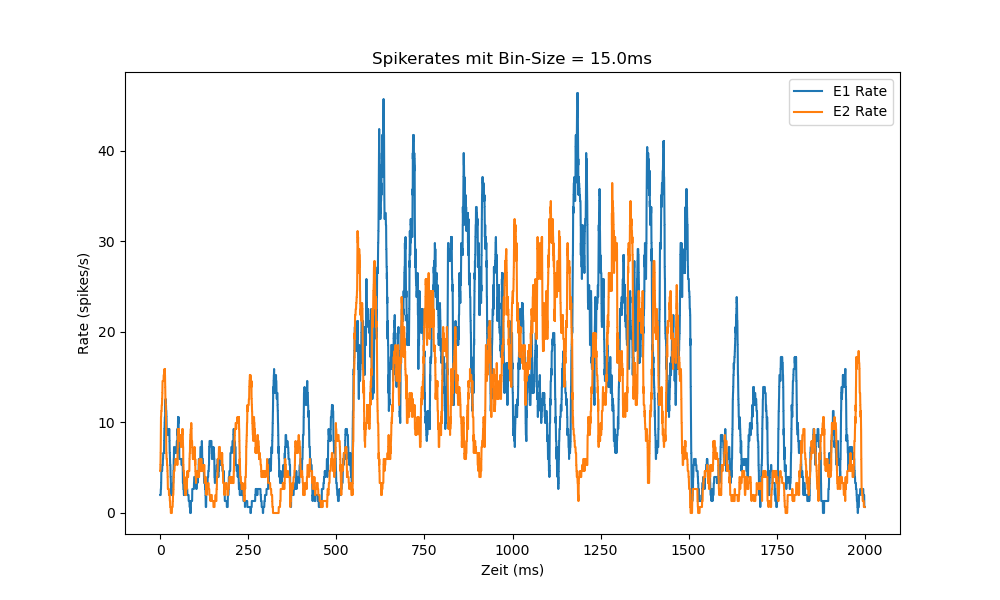 Spikerates mit Bin-Size = 15.0ms
E1 Rate
E2 Rate
Rate (spikes/s)
40
30
20
10
0
0 250 500 750 1000 1250 1500 1750 2000
Zeit (ms)